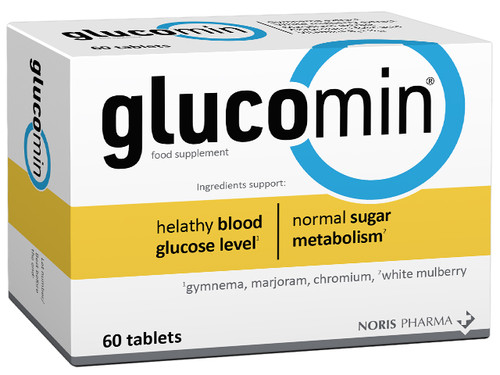 60 tablets
glucomin®
food supplement
Ingredients support:
helathy blood
glucose level¹
normal sugar
metabolism²
¹gymnema, marjoram, chromium, ²white mulberry
60 tablets
NORIS PHARMA
glucomin